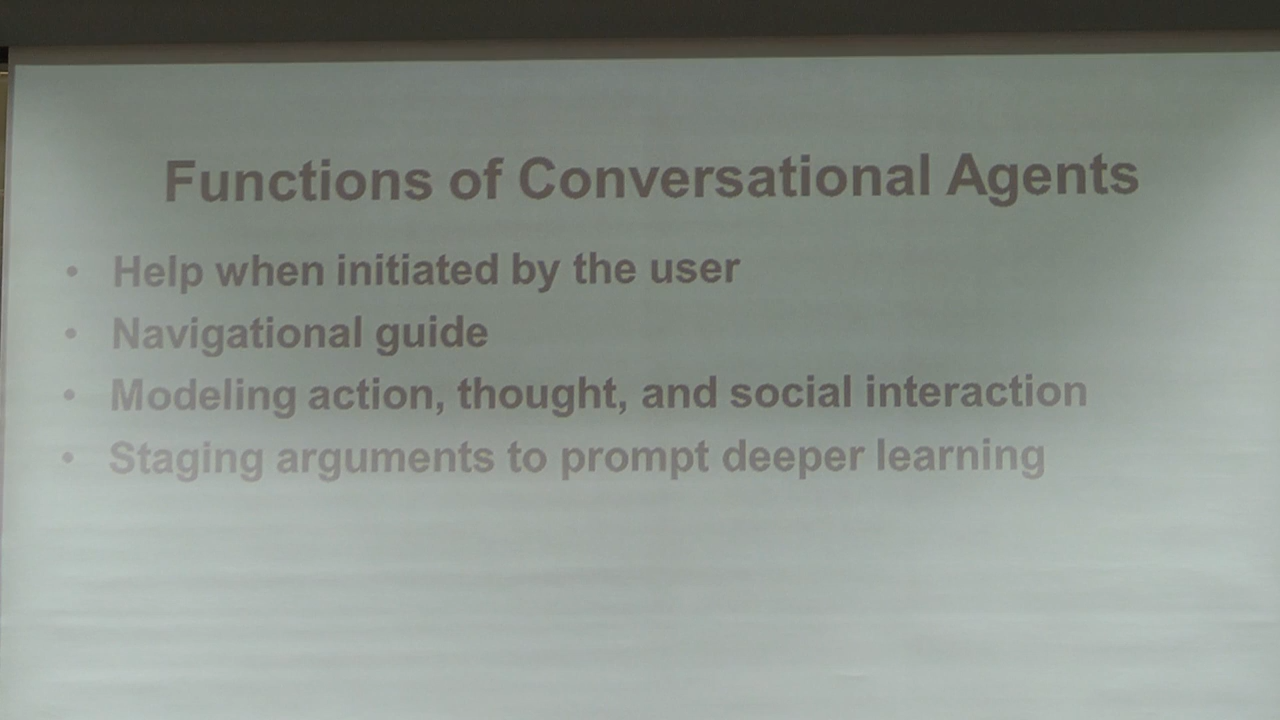 Functions of Conversational Agents
• Help when initiated by the user
• Navigational guide
• Modeling action, thought, and social interaction
• Staging arguments to prompt deeper learning